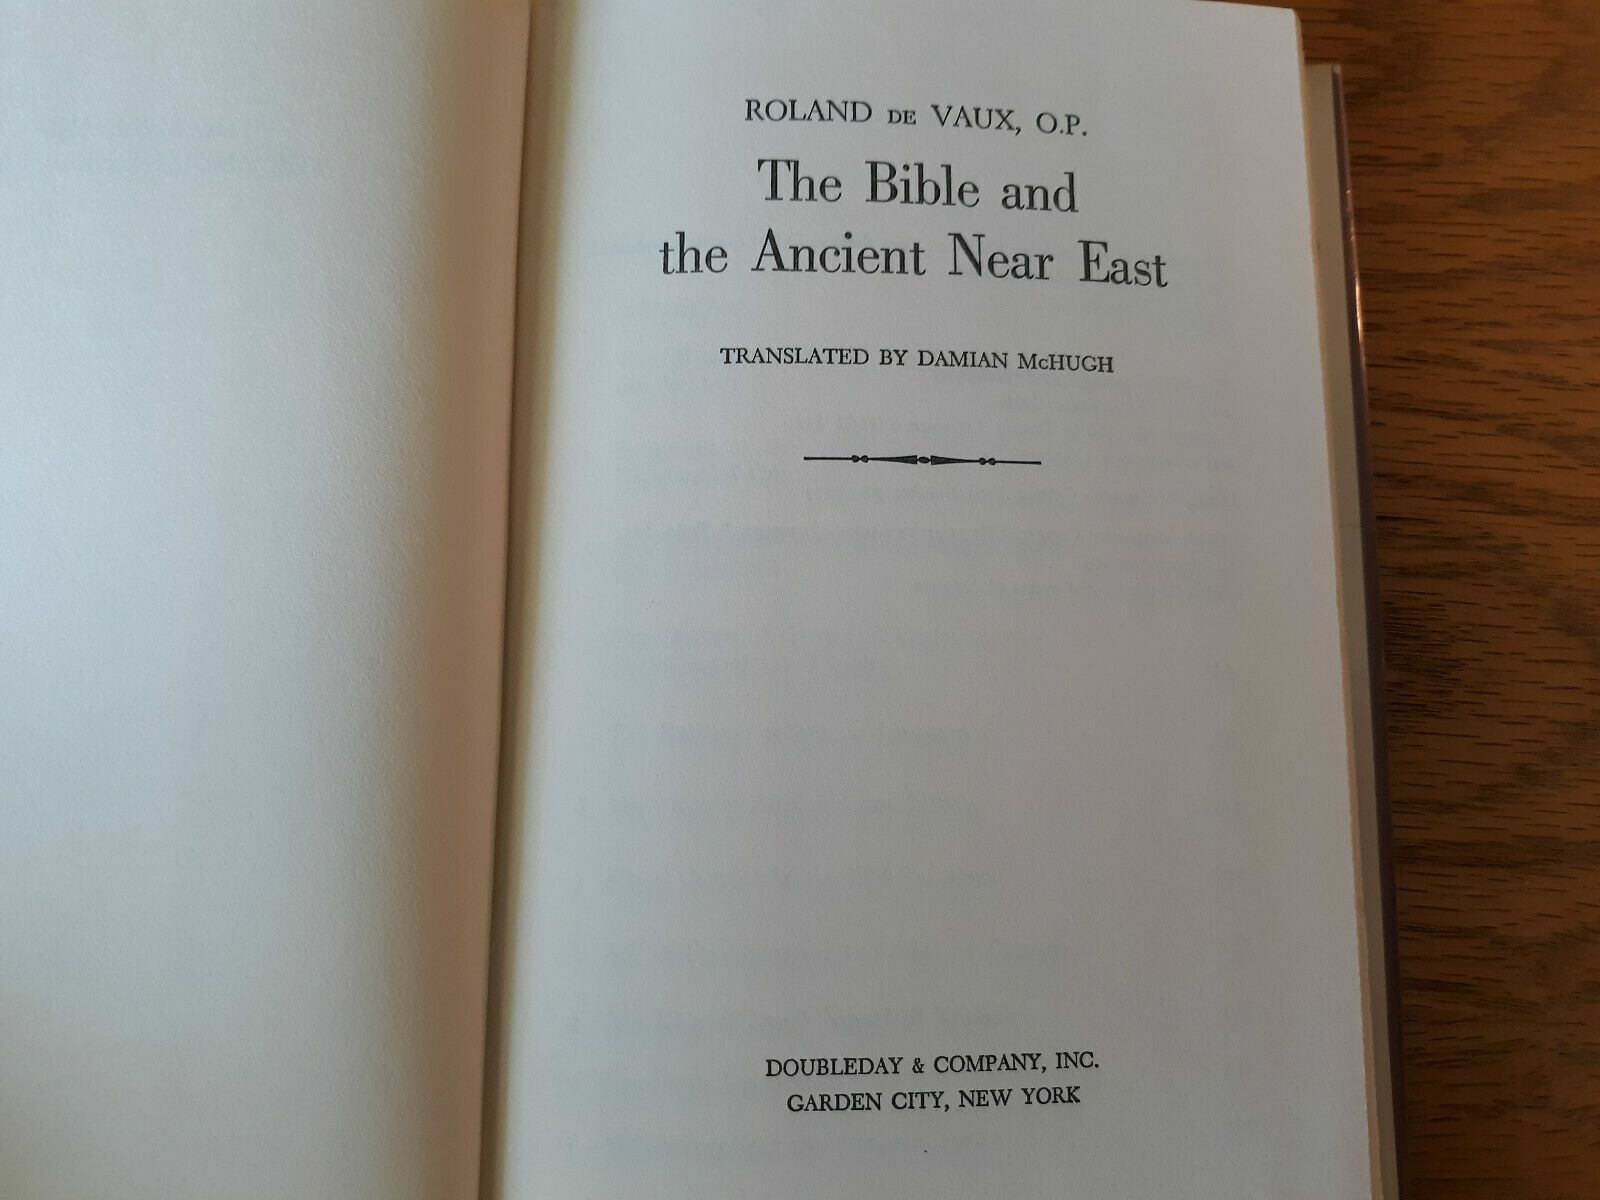 ROLAND DE VAUX, O.P.
The Bible and
the Ancient Near East
TRANSLATED BY DAMIAN McHUGH
DOUBLEDAY & COMPANY, INC.
GARDEN CITY, NEW YORK